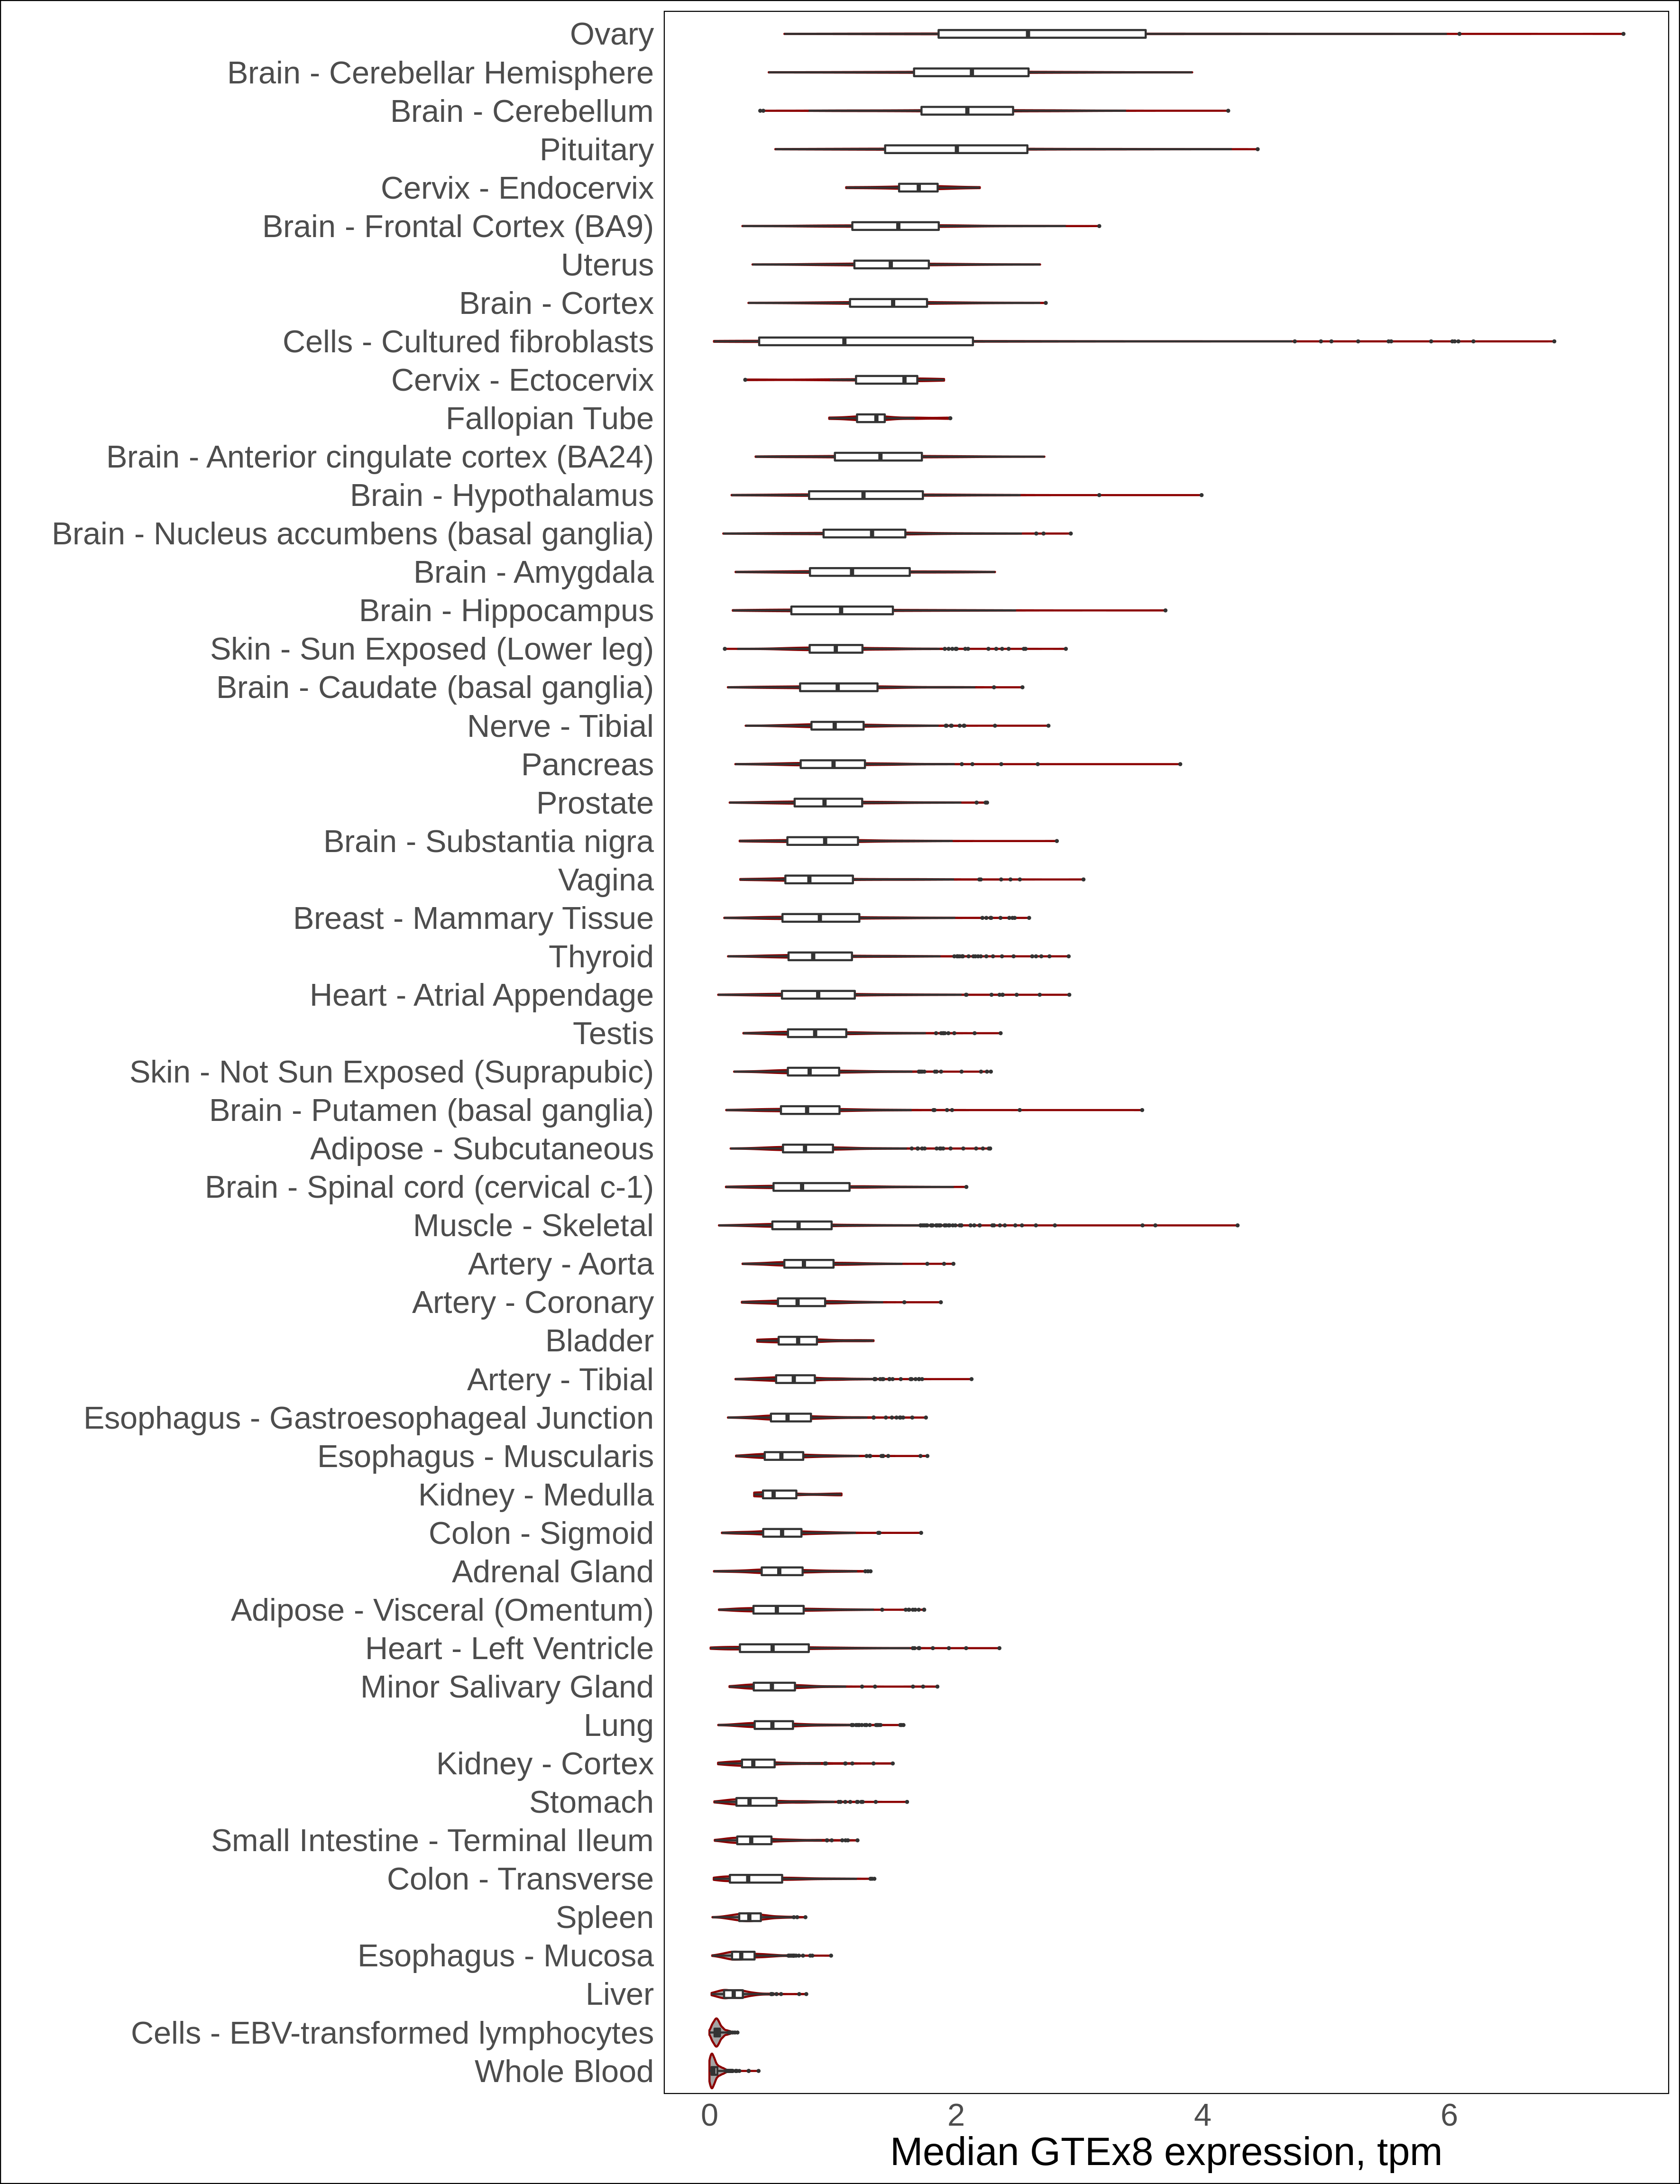 Ovary
Brain - Cerebellar Hemisphere
Brain - Cerebellum
Pituitary
Cervix - Endocervix
Brain - Frontal Cortex (BA9)
Uterus
Brain - Cortex
Cells - Cultured fibroblasts
Cervix - Ectocervix
Fallopian Tube
Brain - Anterior cingulate cortex (BA24)
Brain - Hypothalamus
Brain - Nucleus accumbens (basal ganglia)
Brain - Amygdala
Brain - Hippocampus
Skin - Sun Exposed (Lower leg)
Brain - Caudate (basal ganglia)
Nerve - Tibial
Pancreas
Prostate
Brain - Substantia nigra
Vagina
Breast - Mammary Tissue
Thyroid
Heart - Atrial Appendage
Testis
Skin - Not Sun Exposed (Suprapubic)
Brain - Putamen (basal ganglia)
Adipose - Subcutaneous
Brain - Spinal cord (cervical c-1)
Muscle - Skeletal
Artery - Aorta
Artery - Coronary
Bladder
Artery - Tibial
Esophagus - Gastroesophageal Junction
Esophagus - Muscularis
Kidney - Medulla
Colon - Sigmoid
Adrenal Gland
Adipose - Visceral (Omentum)
Heart - Left Ventricle
Minor Salivary Gland
Lung
Kidney - Cortex
Stomach
Small Intestine - Terminal Ileum
Colon - Transverse
Spleen
Esophagus - Mucosa
Liver
Cells - EBV-transformed lymphocytes
Whole Blood
0 2 4 6
Median GTEx8 expression, tpm